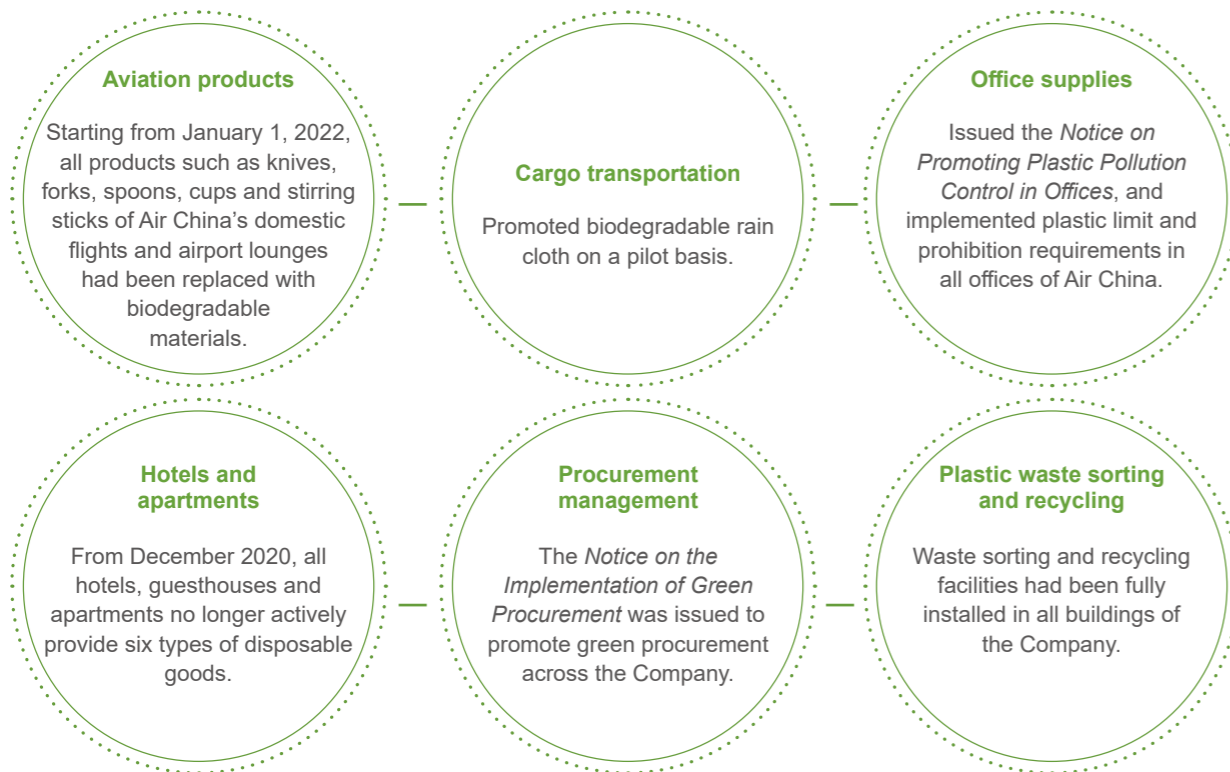 Aviation products
Starting from January 1, 2022,
all products such as knives,
forks, spoons, cups and stirring
sticks of Air China’s domestic
flights and airport lounges
had been replaced with
biodegradable
materials.
Cargo transportation
Promoted biodegradable rain
cloth on a pilot basis.
Office supplies
Issued the Notice on
Promoting Plastic Pollution
Control in Offices, and
implemented plastic limit and
prohibition requirements in
all offices of Air China.
Hotels and
apartments
From December 2020, all
hotels, guesthouses and
apartments no longer actively
provide six types of disposable
goods.
Procurement
management
The Notice on the
Implementation of Green
Procurement was issued to
promote green procurement
across the Company.
Plastic waste sorting
and recycling
Waste sorting and recycling
facilities had been fully
installed in all buildings of
the Company.